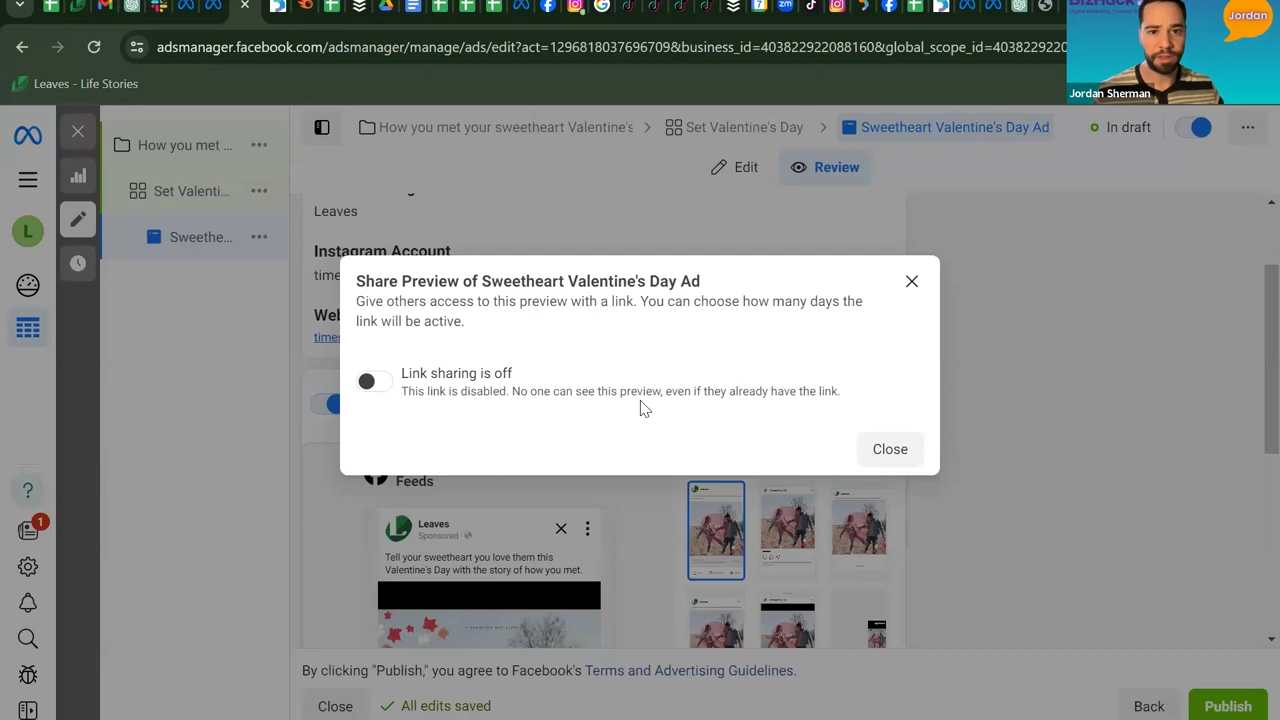 BizHack
Jordan
Jordan Sherman
adsmanager.facebook.com/adsmanager/manage/ads/edit?act=1296818037696709&business_id=403822922088160&global_scope_id=4038229220
Leaves - Life Stories
How you met your sweetheart Valentine's
Set Valentine's Day
Sweetheart Valentine's Day Ad
In draft
How you met ...
Set Valenti...
Sweethe...
L
Edit
Review
Leaves
Instagram Account
time
Web
times
Share Preview of Sweetheart Valentine's Day Ad
Give others access to this preview with a link. You can choose how many days the
link will be active.
Link sharing is off
This link is disabled. No one can see this preview, even if they already have the link.
Close
Feeds
Leaves
Sponsored
Tell your sweetheart you love them this
Valentine's Day with the story of how you met.
1
By clicking "Publish," you agree to Facebook's Terms and Advertising Guidelines.
Close
All edits saved
Back
Publish